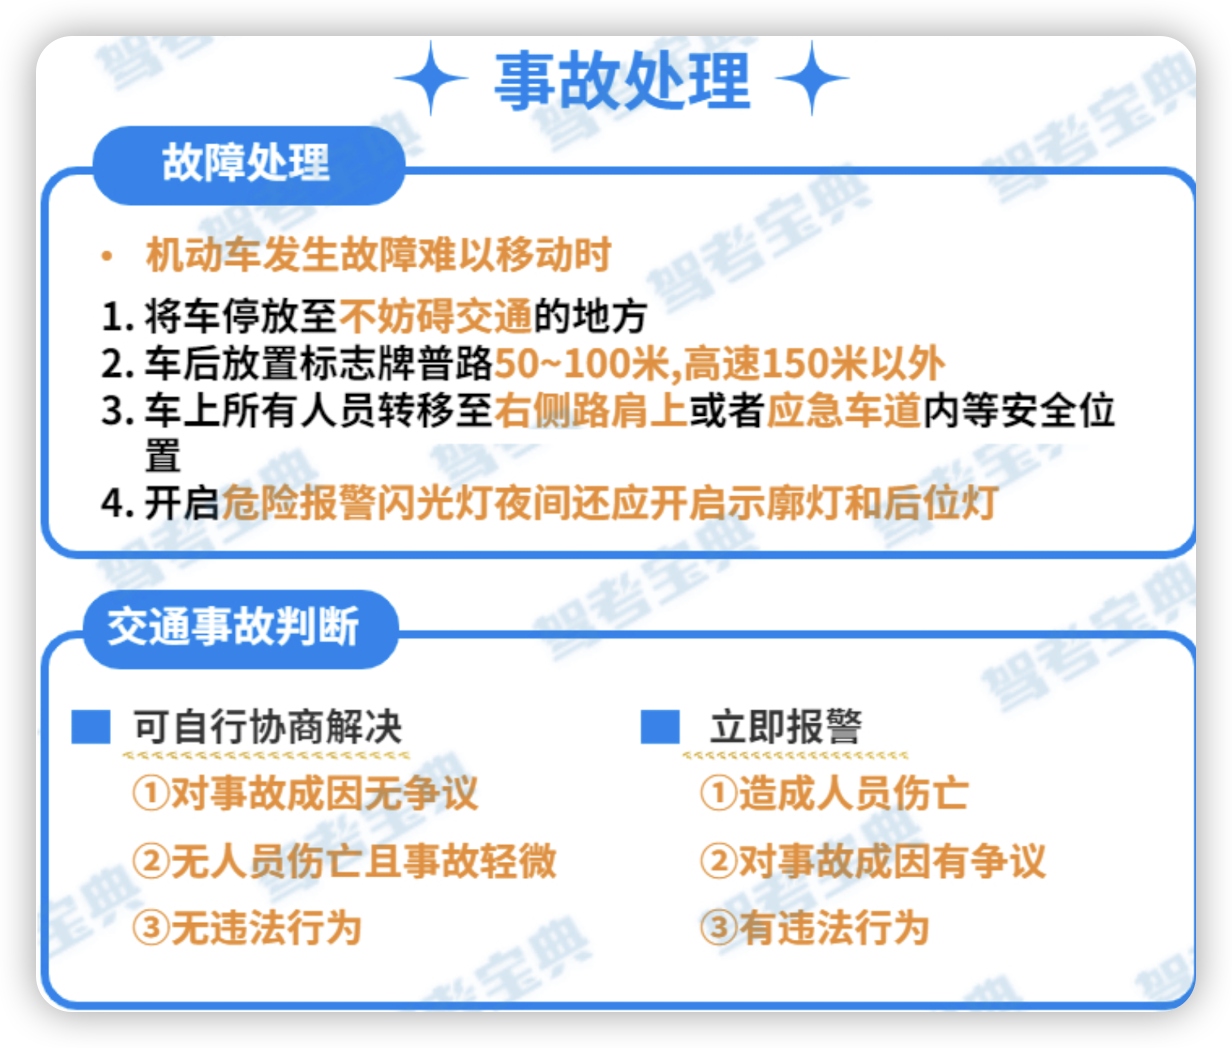 事故处理
故障处理
• 机动车发生故障难以移动时
1. 将车停放至不妨碍交通的地方
2. 车后放置标志牌普路50~100米,高速150米以外
3. 车上所有人员转移至右侧路肩上或者应急车道内等安全位
置
4. 开启危险报警闪光灯夜间还应开启示廓灯和后位灯
交通事故判断
可自行协商解决
①对事故成因无争议
②无人员伤亡且事故轻微
③无违法行为
立即报警
①造成人员伤亡
②对事故成因有争议
③有违法行为
驾考宝典